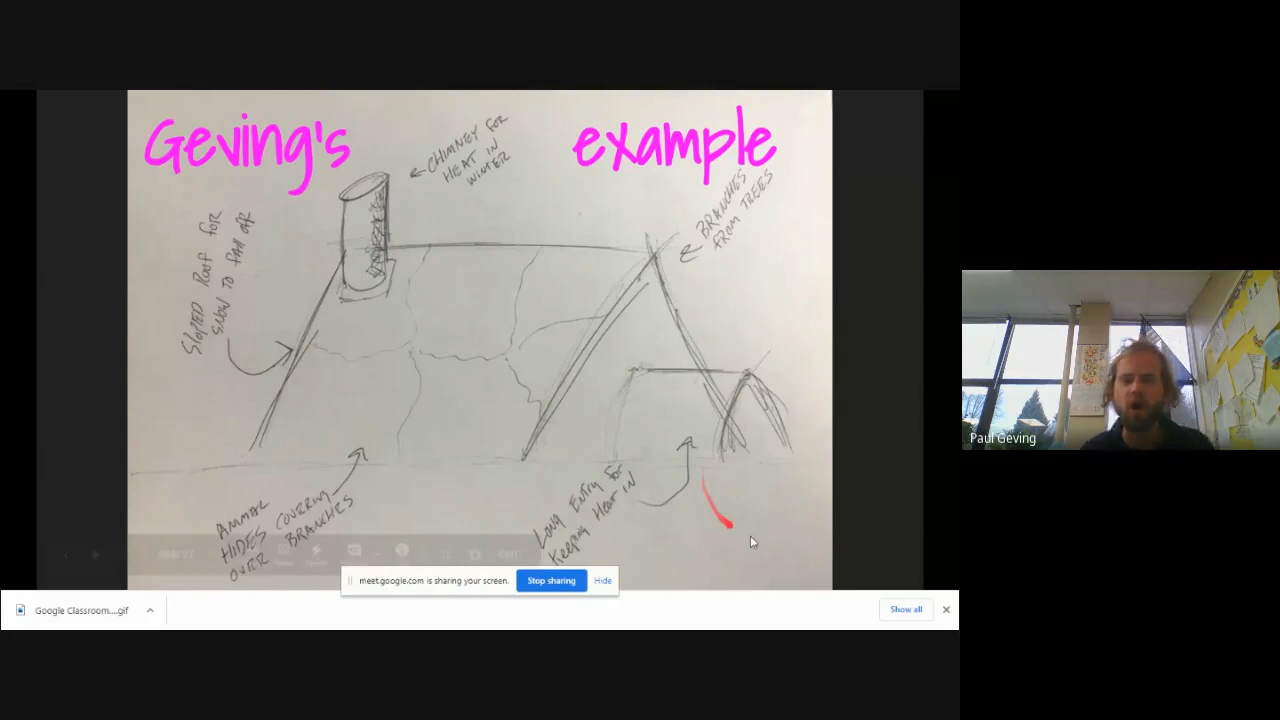 Geving's example
← CHIMNEY FOR
HEAT IN
WINTER
← BRANCHES
FROM TREES
SLOPED ROOF FOR
SNOW TO FALL OFF
ANIMAL
HIDES COVERING
OVER BRANCHES
LONG ENTRY FOR
KEEPING HEAT IN
Paul Geving
meet.google.com is sharing your screen.
Stop sharing
Hide
Google Classroom....gif
Show all